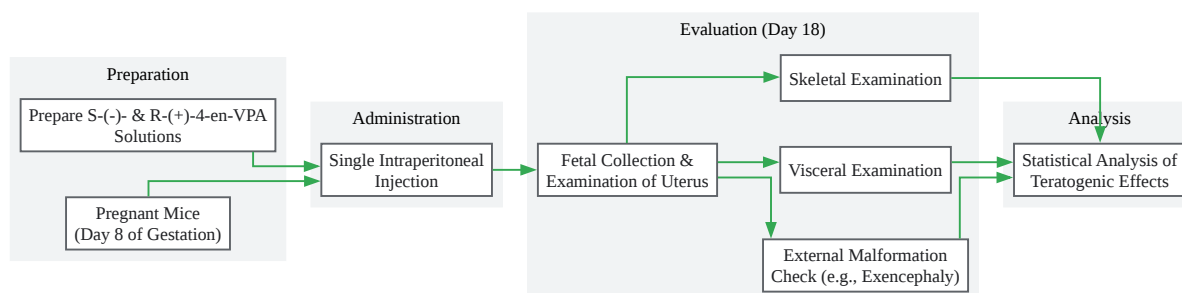 Preparation
Prepare S-(-)- & R-(+)-4-en-VPA
Solutions
Pregnant Mice
(Day 8 of Gestation)
Administration
Single Intraperitoneal
Injection
Evaluation (Day 18)
Fetal Collection &
Examination of Uterus
Skeletal Examination
Visceral Examination
External Malformation
Check (e.g., Exencephaly)
Analysis
Statistical Analysis of
Teratogenic Effects